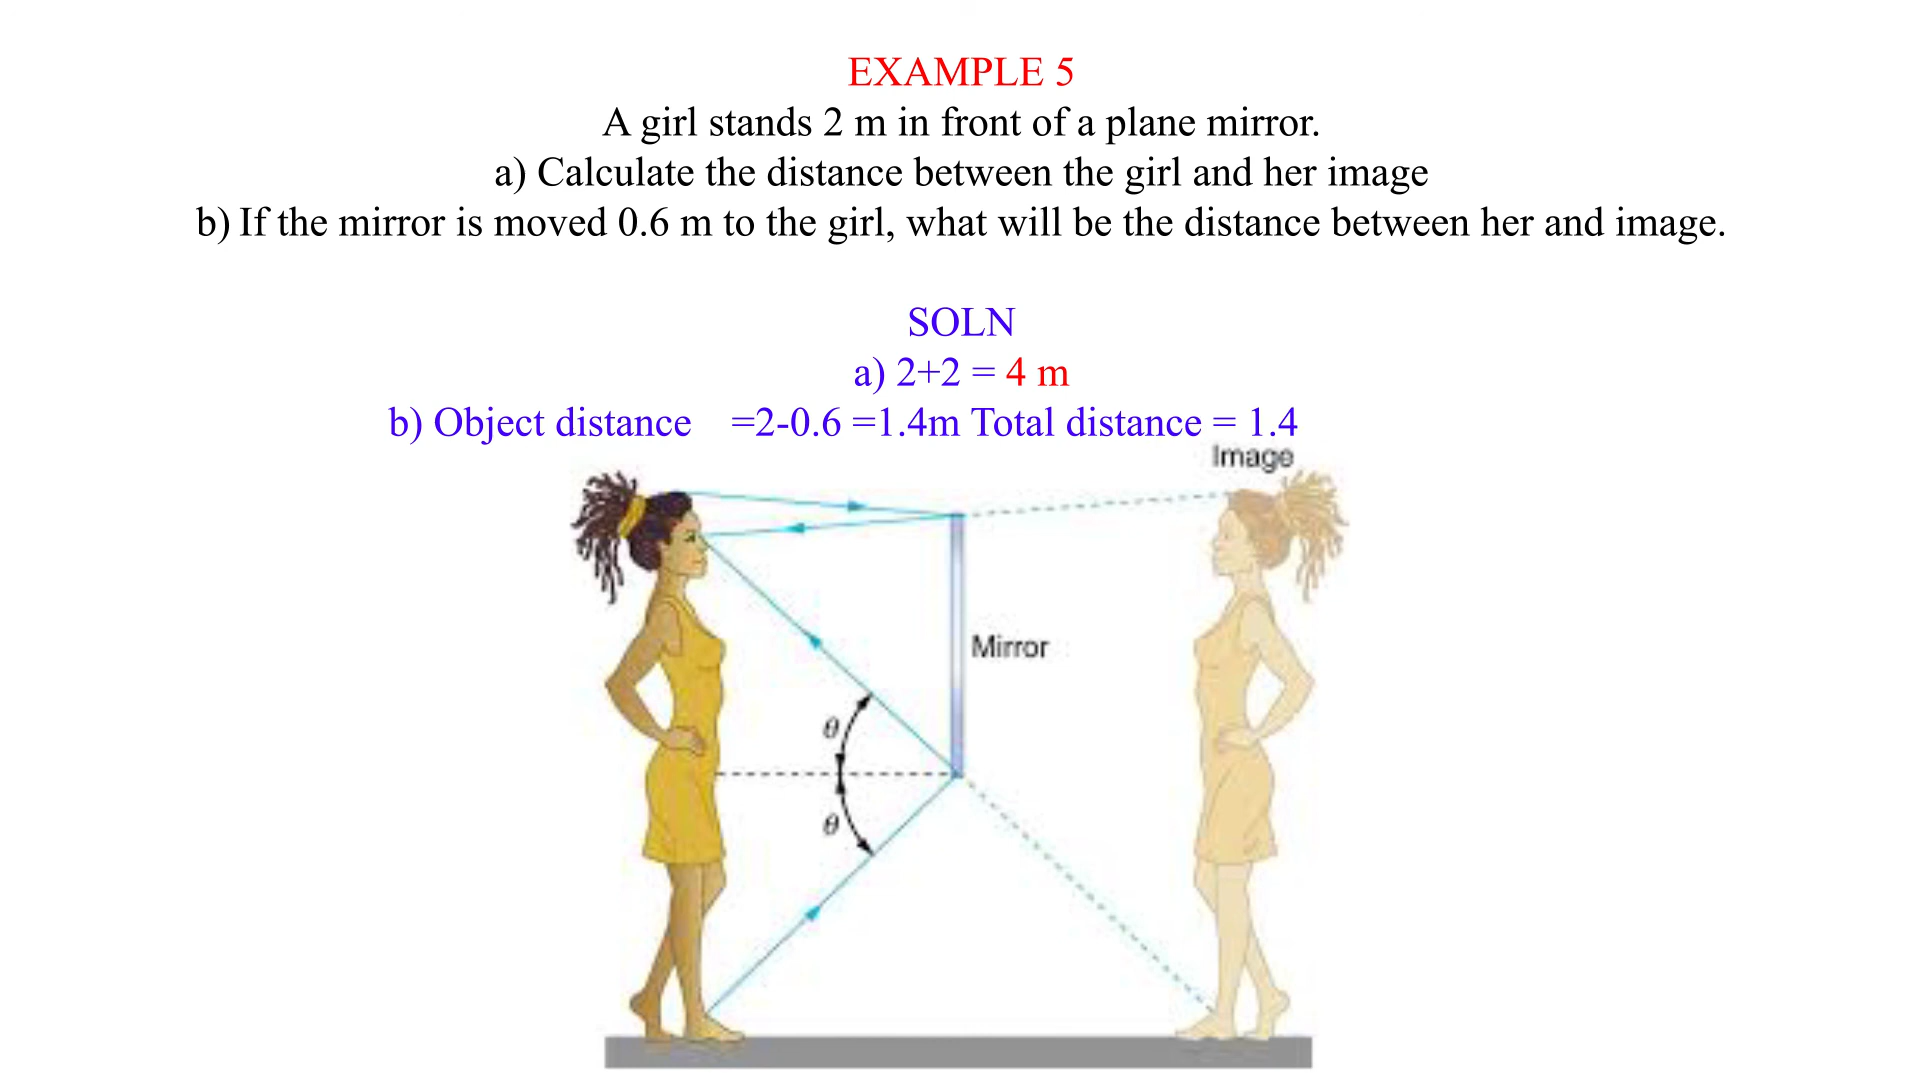 EXAMPLE 5
A girl stands 2 m in front of a plane mirror.
a) Calculate the distance between the girl and her image
b) If the mirror is moved 0.6 m to the girl, what will be the distance between her and image.
SOLN
a) 2+2 = 4 m
b) Object distance =2-0.6 =1.4m Total distance = 1.4
Image
Mirror
θ
θ